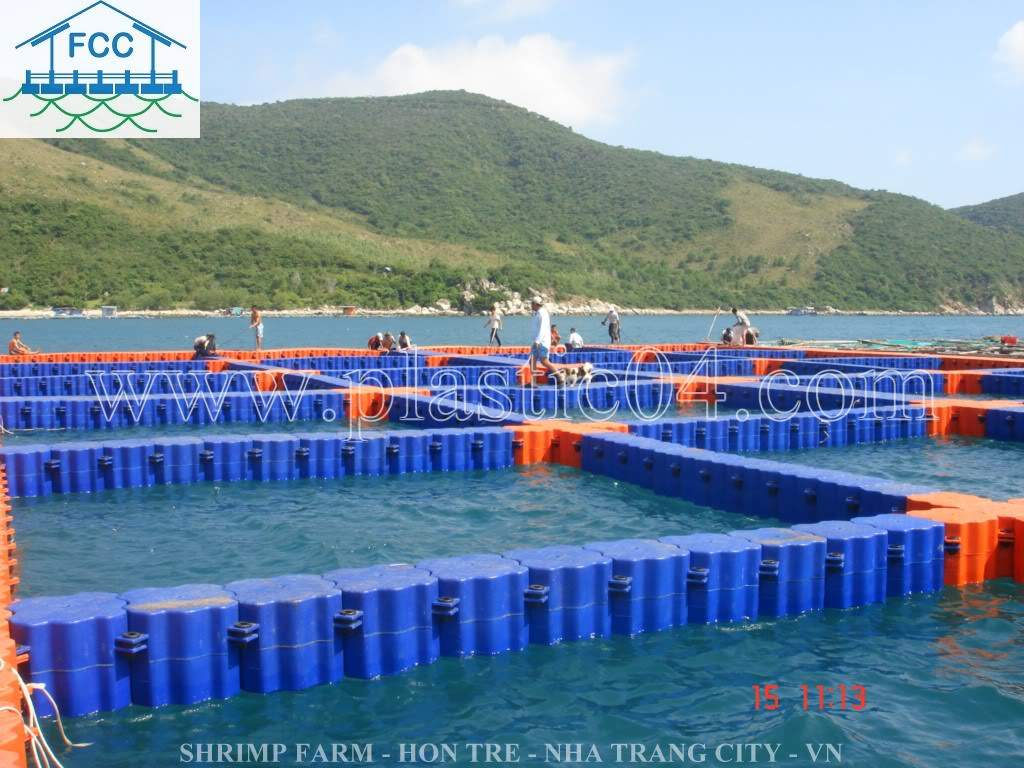 FCC
www.plastic04.com
15 11:13
SHRIMP FARM - HON TRE - NHA TRANG CITY - VN